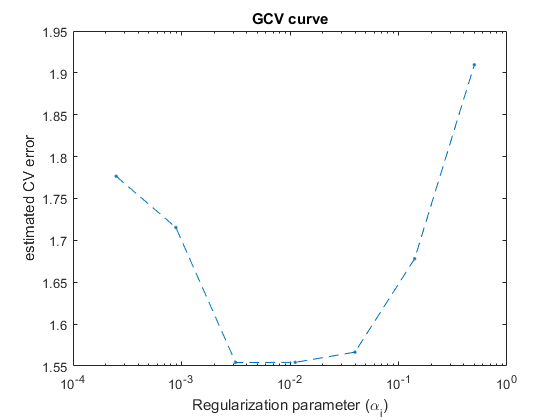 GCV curve
estimated CV error
1.95
1.9
1.85
1.8
1.75
1.7
1.65
1.6
1.55
10^-4 10^-3 10^-2 10^-1 10^0
Regularization parameter (α_i)